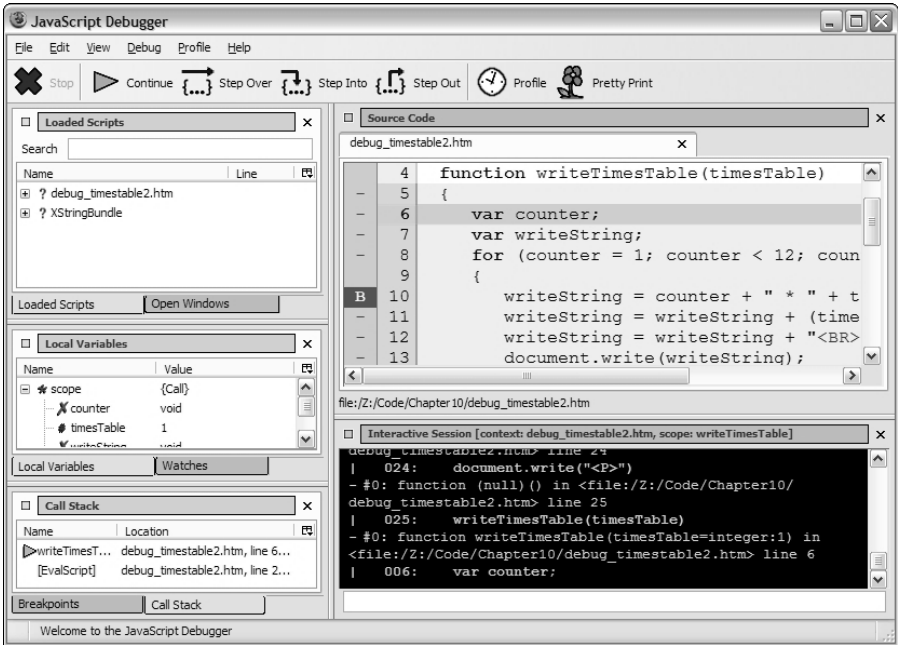 JavaScript Debugger
File Edit View Debug Profile Help
Stop Continue {...} Step Over {...} Step Into {...} Step Out Profile Pretty Print
Loaded Scripts
Search
Name Line
? debug_timestable2.htm
? XStringBundle
Loaded Scripts Open Windows
Local Variables
Name Value
scope {Call}
counter void
timesTable 1
writeString void
Local Variables Watches
Call Stack
Name Location
writeTimesT... debug_timestable2.htm, line 6...
[EvalScript] debug_timestable2.htm, line 2...
Breakpoints Call Stack
Source Code
debug_timestable2.htm
4 function writeTimesTable(timesTable)
– 5 {
– 6 var counter;
– 7 var writeString;
– 8 for (counter = 1; counter < 12; coun
9 {
B 10 writeString = counter + " * " + t
– 11 writeString = writeString + (time
– 12 writeString = writeString + "<BR>
– 13 document.write(writeString);
file:/Z:/Code/Chapter10/debug_timestable2.htm
Interactive Session [context: debug_timestable2.htm, scope: writeTimesTable]
debug_timestable2.htm> line 24
| 024: document.write("<P>")
-#0: function (null)() in <file:/Z:/Code/Chapter10/
debug_timestable2.htm> line 25
| 025: writeTimesTable(timesTable)
-#0: function writeTimesTable(timesTable=integer:1) in
<file:/Z:/Code/Chapter10/debug_timestable2.htm> line 6
| 006: var counter;
Welcome to the JavaScript Debugger